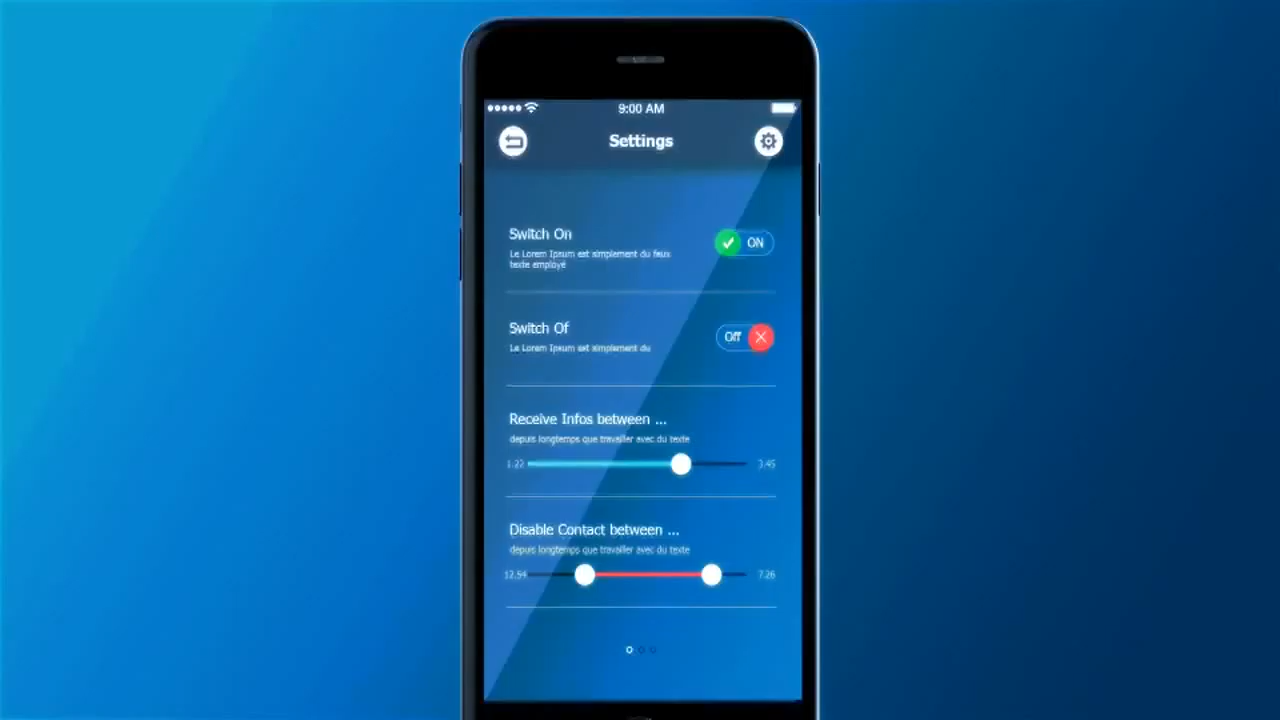 9:00 AM
Settings
Switch On
Le Lorem Ipsum est simplement du faux
texte employé
ON
Switch Of
Le Lorem Ipsum est simplement du
Off
Receive Infos between ...
depuis longtemps que travailler avec du texte
1:22
3.45
Disable Contact between ...
depuis longtemps que travailler avec du texte
12.54
7.26